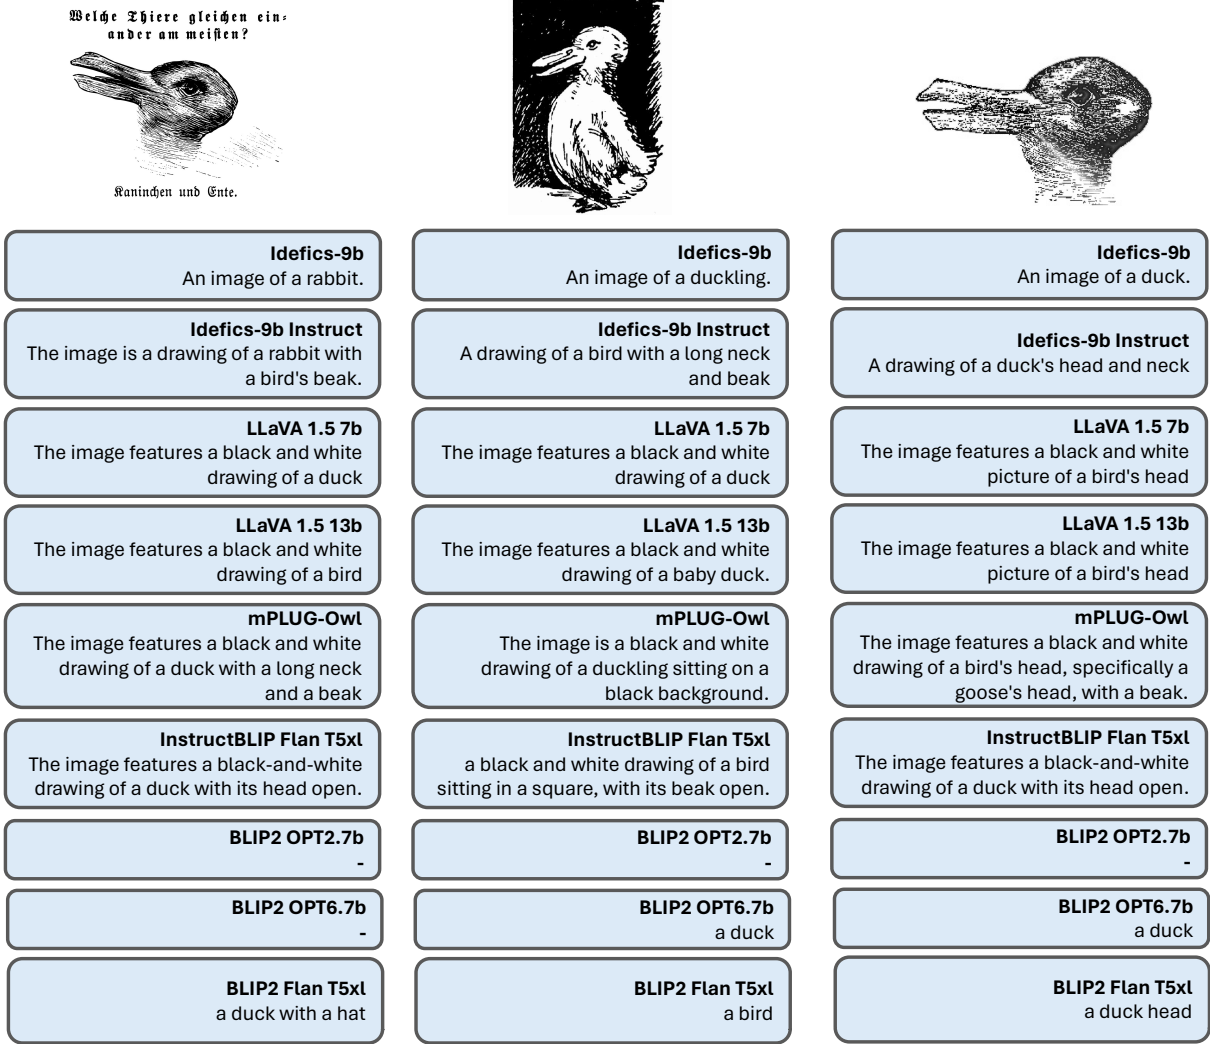 Welche Thiere gleichen ein-
ander am meisten?
Kaninchen und Ente.
Idefics-9b
An image of a rabbit.
Idefics-9b Instruct
The image is a drawing of a rabbit with
a bird's beak.
LLaVA 1.5 7b
The image features a black and white
drawing of a duck
LLaVA 1.5 13b
The image features a black and white
drawing of a bird
mPLUG-Owl
The image features a black and white
drawing of a duck with a long neck
and a beak
InstructBLIP Flan T5xl
The image features a black-and-white
drawing of a duck with its head open.
BLIP2 OPT2.7b
-
BLIP2 OPT6.7b
-
BLIP2 Flan T5xl
a duck with a hat
Idefics-9b
An image of a duckling.
Idefics-9b Instruct
A drawing of a bird with a long neck
and beak
LLaVA 1.5 7b
The image features a black and white
drawing of a duck
LLaVA 1.5 13b
The image features a black and white
drawing of a baby duck.
mPLUG-Owl
The image is a black and white
drawing of a duckling sitting on a
black background.
InstructBLIP Flan T5xl
a black and white drawing of a bird
sitting in a square, with its beak open.
BLIP2 OPT2.7b
-
BLIP2 OPT6.7b
a duck
BLIP2 Flan T5xl
a bird
Idefics-9b
An image of a duck.
Idefics-9b Instruct
A drawing of a duck's head and neck
LLaVA 1.5 7b
The image features a black and white
picture of a bird's head
LLaVA 1.5 13b
The image features a black and white
picture of a bird's head
mPLUG-Owl
The image features a black and white
drawing of a bird's head, specifically a
goose's head, with a beak.
InstructBLIP Flan T5xl
The image features a black-and-white
drawing of a duck with its head open.
BLIP2 OPT2.7b
-
BLIP2 OPT6.7b
a duck
BLIP2 Flan T5xl
a duck head